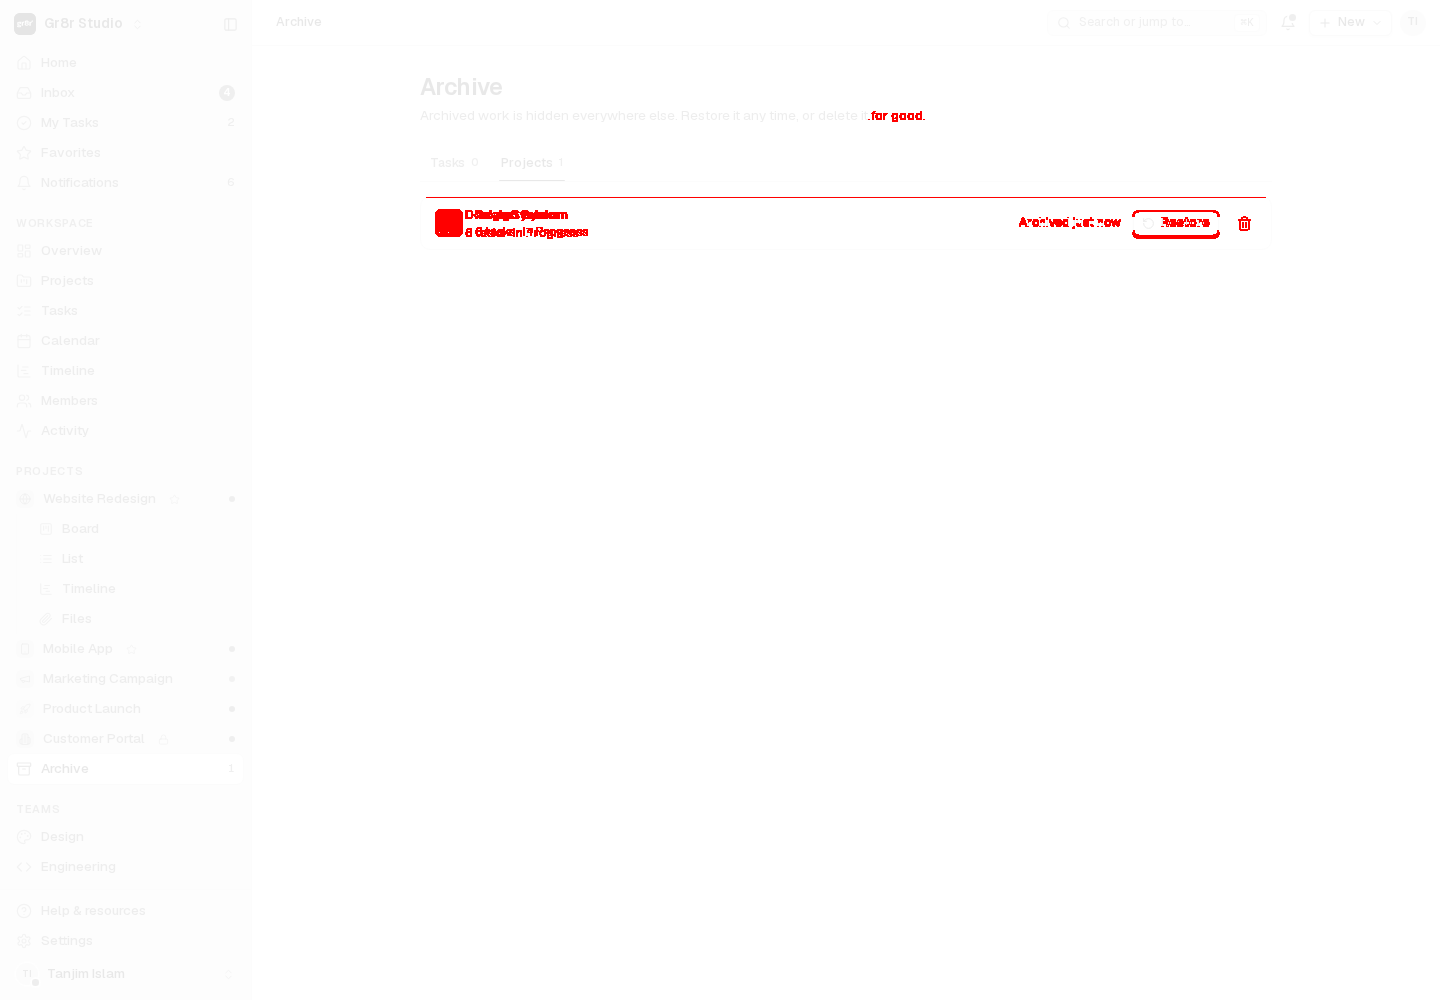 Gr8r Studio
Archive
Search or jump to...
⌘K
New
TI
Home
Inbox 4
My Tasks 2
Favorites
Notifications 6
WORKSPACE
Overview
Projects
Tasks
Calendar
Timeline
Members
Activity
PROJECTS
Website Redesign
Board
List
Timeline
Files
Mobile App
Marketing Campaign
Product Launch
Customer Portal
Archive 1
TEAMS
Design
Engineering
Help & resources
Settings
TI Tanjim Islam
Archive
Archived work is hidden everywhere else. Restore it any time, or delete it for good.
Tasks 0
Projects 1
Archived just now
Restore